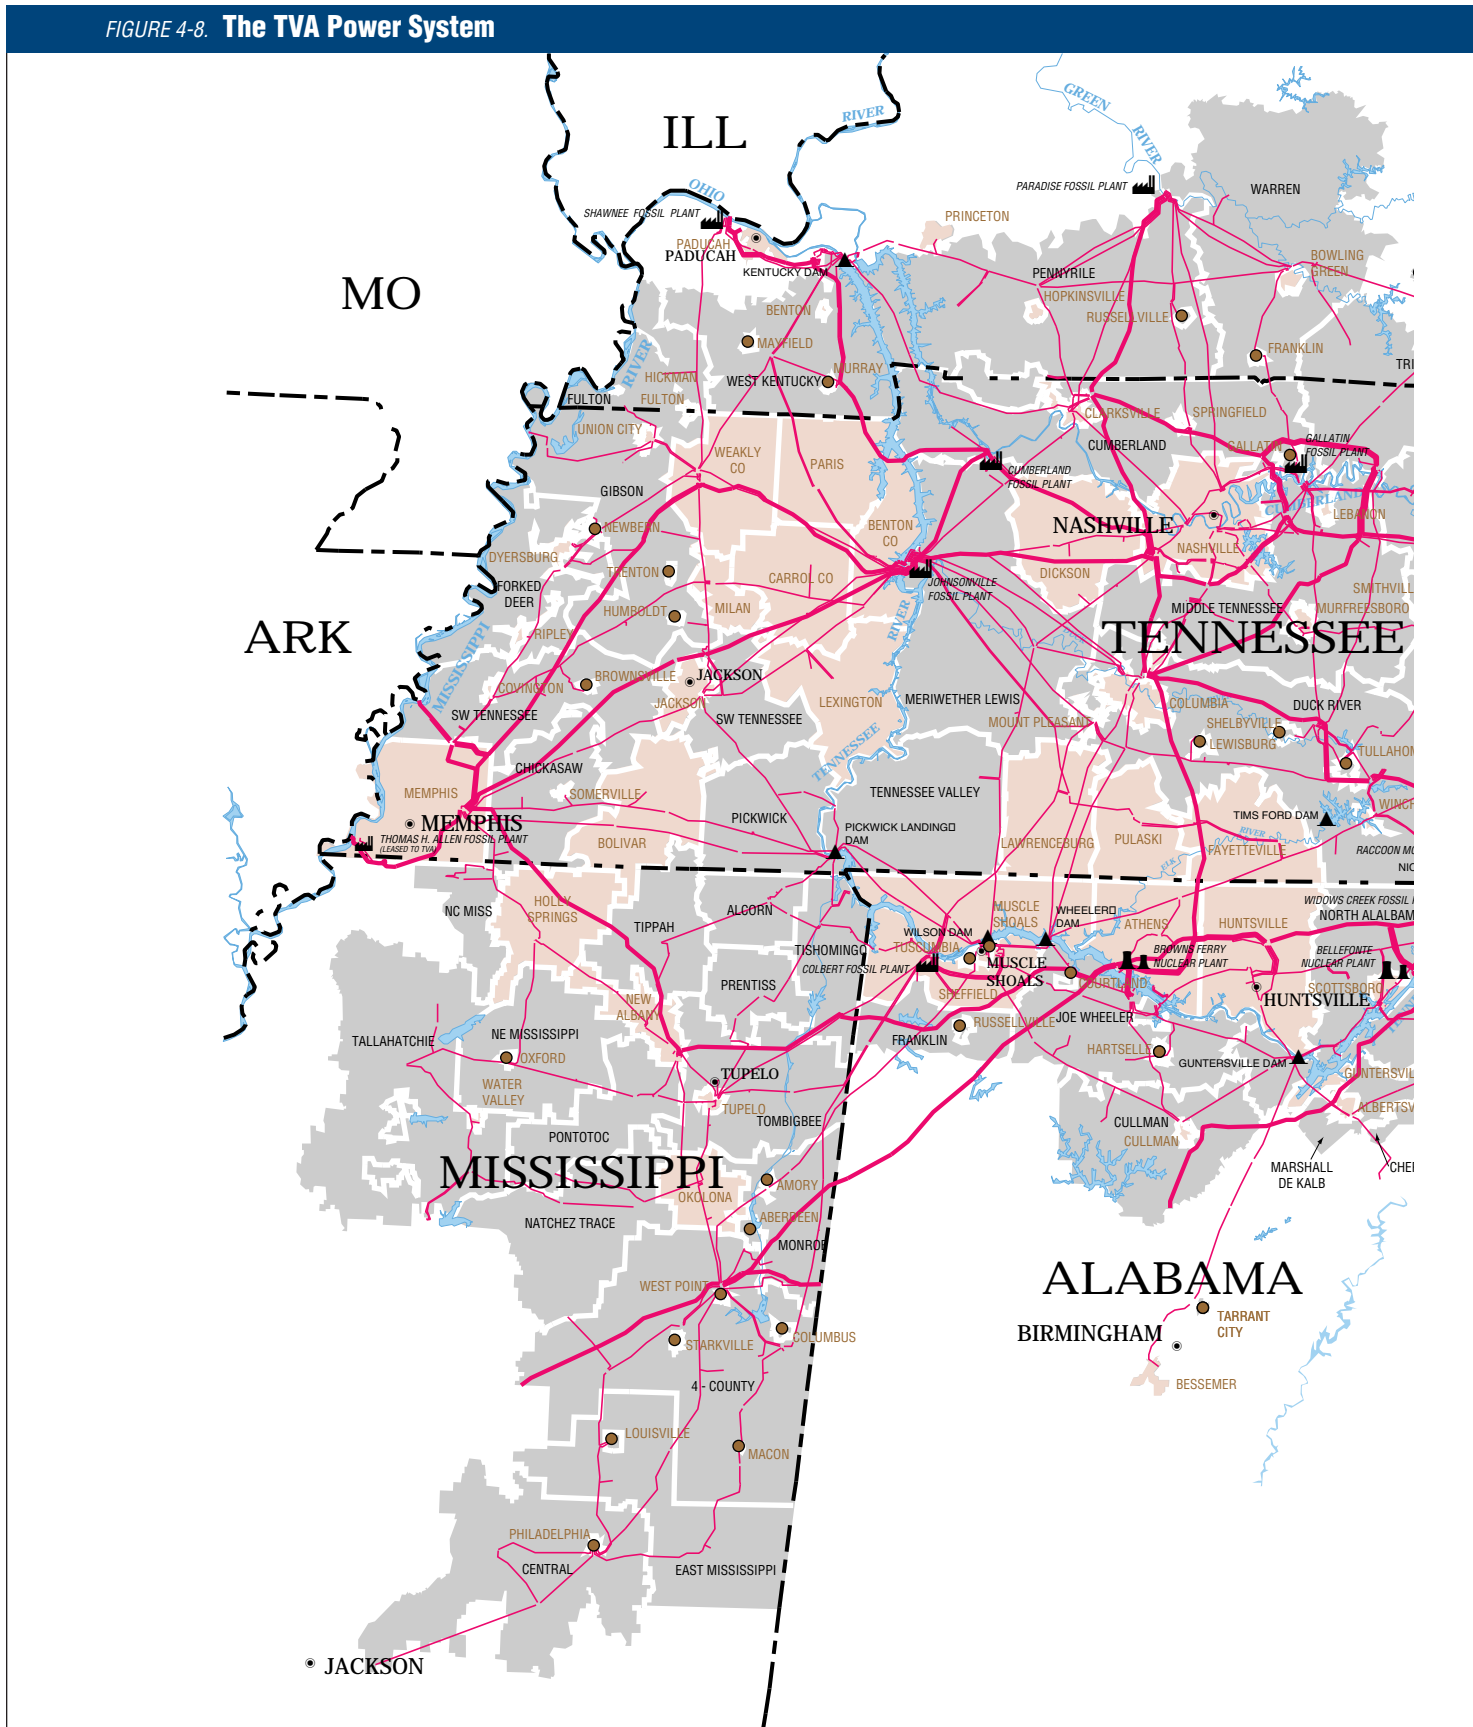 FIGURE 4-8. The TVA Power System
GREEN
RIVER
ILL
RIVER
RIVER
PARADISE FOSSIL PLANT
WARREN
OHIO
SHAWNEE FOSSIL PLANT
PRINCETON
PADUCAH
PADUCAH
BOWLING
GREEN
KENTUCKY DAM
PENNYRILE
MO
HOPKINSVILLE
BENTON
RUSSELLVILLE
MAYFIELD
FRANKLIN
RIVER
MURRAY
TRI
HICKMAN
WEST KENTUCKY
FULTON
FULTON
CLARKSVILLE
SPRINGFIELD
UNION CITY
CUMBERLAND
GALLATIN
GALLATIN
FOSSIL PLANT
WEAKLY
CO
PARIS
CUMBERLAND
FOSSIL PLANT
GIBSON
CUMBERLAND
LEBANON
NEWBERN
BENTON
CO
NASHVILLE
NASHVILLE
DYERSBURG
TRENTON
CARROL CO
DICKSON
JOHNSONVILLE
FOSSIL PLANT
FORKED
DEER
SMITHVILL
HUMBOLDT
MILAN
MIDDLE TENNESSEE
MURFREESBORO
RIVER
ARK
RIPLEY
TENNESSEE
MISSISSIPPI
BROWNSVILLE
JACKSON
COVINGTON
JACKSON
LEXINGTON
MERIWETHER LEWIS
COLUMBIA
DUCK RIVER
SW TENNESSEE
SW TENNESSEE
MOUNT PLEASANT
SHELBYVILLE
LEWISBURG
TULLAHOM
TENNESSEE
CHICKASAW
MEMPHIS
SOMERVILLE
TENNESSEE VALLEY
WINCH
MEMPHIS
PICKWICK
TIMS FORD DAM
PICKWICK LANDING
DAM
THOMAS H. ALLEN FOSSIL PLANT
(LEASED TO TVA)
BOLIVAR
LAWRENCEBURG
PULASKI
RIVER
FAYETTEVILLE
RACCOON MO
ELK
NIC
HOLLY
SPRINGS
WIDOWS CREEK FOSSIL P
NC MISS
ALCORN
MUSCLE
SHOALS
WHEELER
DAM
NORTH ALALBAM
TIPPAH
ATHENS
HUNTSVILLE
WILSON DAM
TISHOMINGO
TUSCUMBIA
BROWNS FERRY
NUCLEAR PLANT
BELLEFONTE
NUCLEAR PLANT
COLBERT FOSSIL PLANT
MUSCLE
SHOALS
PRENTISS
COURTLAND
SCOTTSBORO
NEW
ALBANY
SHEFFIELD
HUNTSVILLE
RUSSELLVILLE
JOE WHEELER
NE MISSISSIPPI
TALLAHATCHIE
FRANKLIN
OXFORD
HARTSELLE
GUNTERSVILLE DAM
TUPELO
WATER
VALLEY
GUNTERSVIL
TUPELO
ALBERTSV
TOMBIGBEE
CULLMAN
PONTOTOC
CULLMAN
MARSHALL
DE KALB
CHE
MISSISSIPPI
AMORY
OKOLONA
NATCHEZ TRACE
ABERDEEN
MONROE
WEST POINT
ALABAMA
TARRANT
CITY
BIRMINGHAM
STARKVILLE
COLUMBUS
4 - COUNTY
BESSEMER
LOUISVILLE
MACON
PHILADELPHIA
CENTRAL
EAST MISSISSIPPI
JACKSON